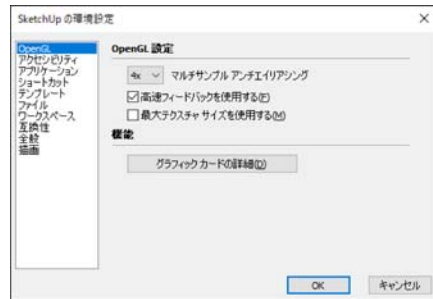 SketchUp の環境設定
OpenGL
アクセシビリティ
アプリケーション
ショートカット
テンプレート
ファイル
ワークスペース
互換性
全般
描画
OpenGL 設定
4x マルチサンプル アンチエイリアシング
高速フィードバックを使用する(F)
最大テクスチャ サイズを使用する(M)
機能
グラフィック カードの詳細(D)
OK キャンセル